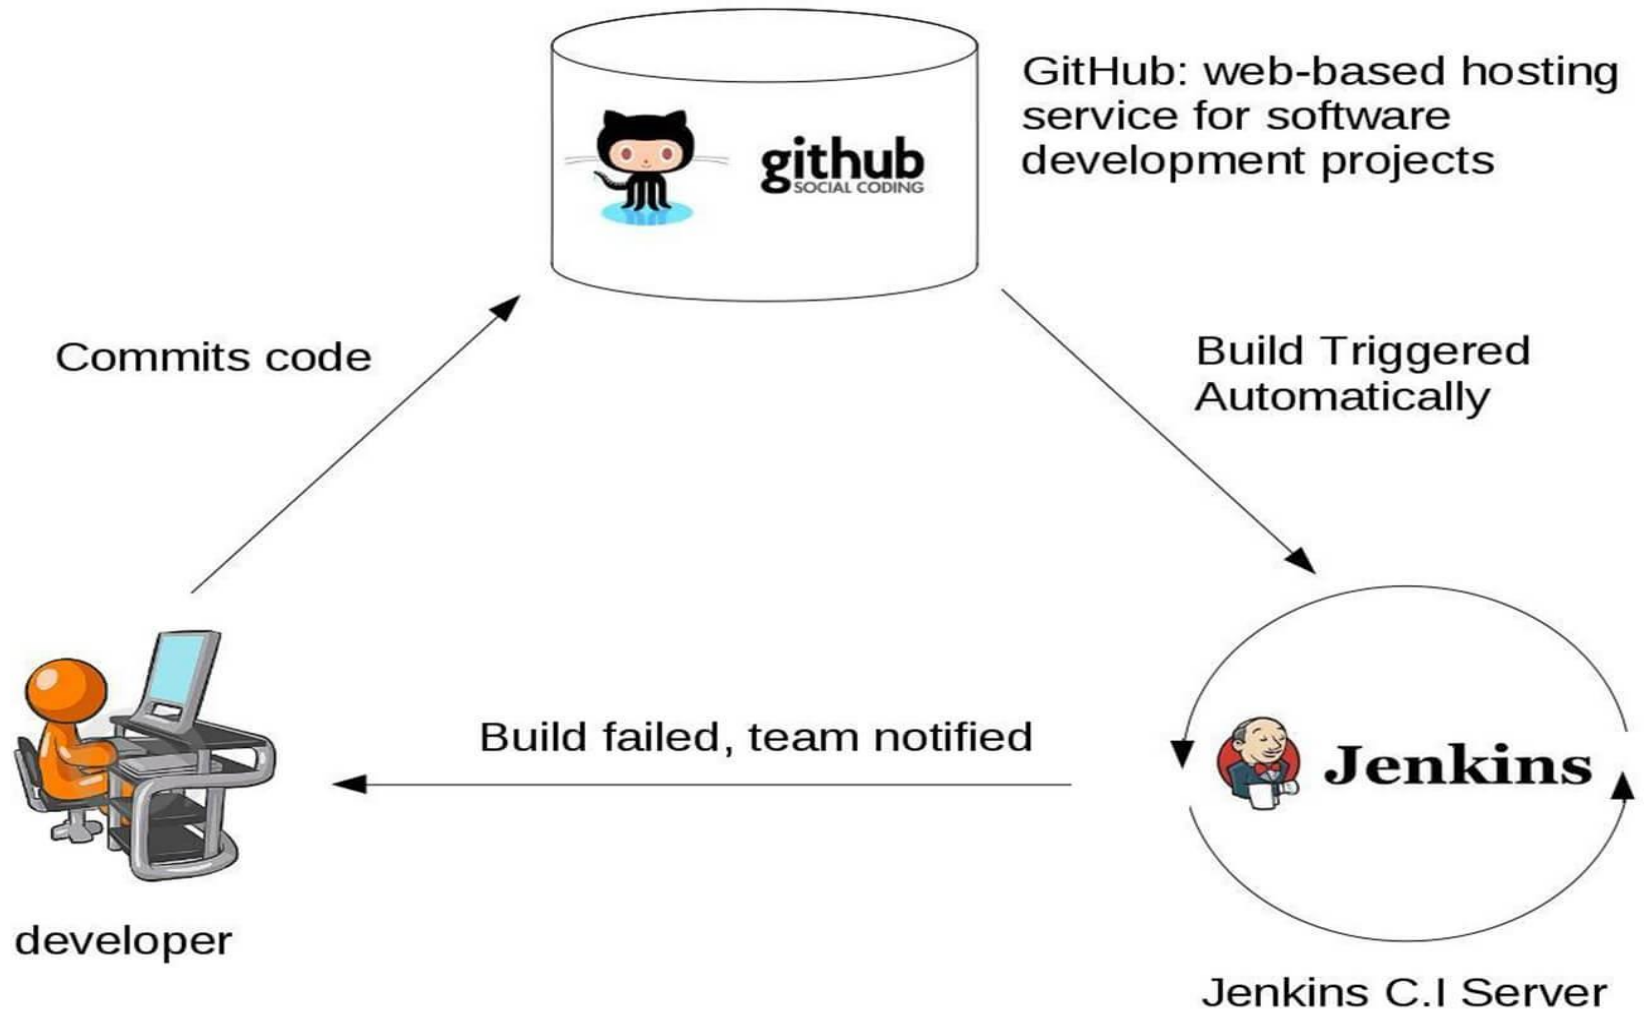 GitHub: web-based hosting
service for software
development projects
github
SOCIAL CODING
Commits code
Build Triggered
Automatically
Build failed, team notified
Jenkins
developer
Jenkins C.I Server